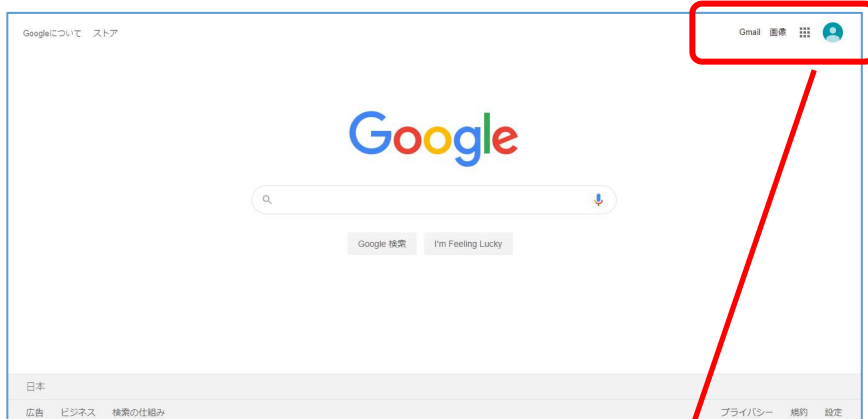 Googleについて ストア Gmail 画像
Google
Google 検索 I'm Feeling Lucky
日本
広告 ビジネス 検索の仕組み プライバシー 規約 設定